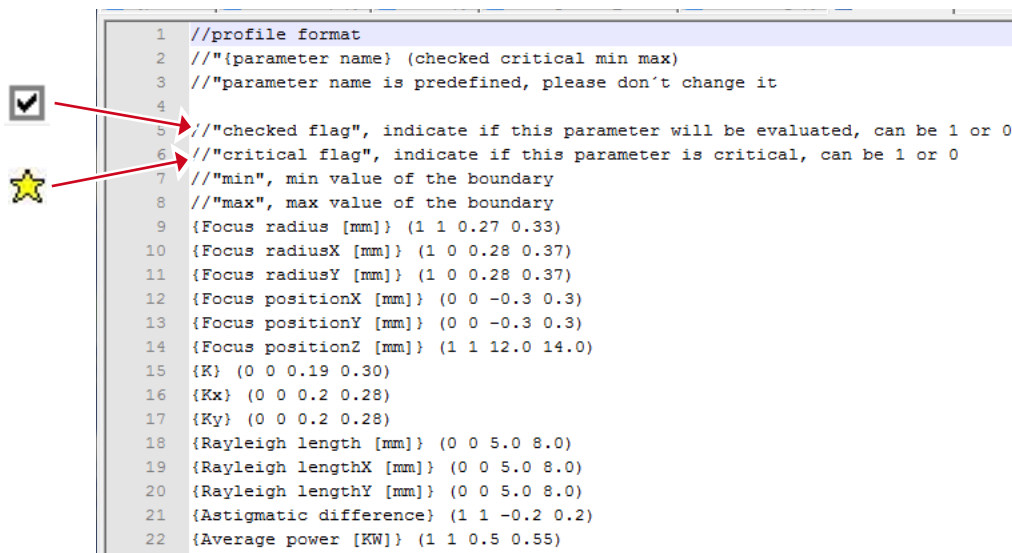 1 //profile format
2 //"{parameter name} (checked critical min max)
3 //"parameter name is predefined, please don´t change it
4
5 //"checked flag", indicate if this parameter will be evaluated, can be 1 or 0
6 //"critical flag", indicate if this parameter is critical, can be 1 or 0
7 //"min", min value of the boundary
8 //"max", max value of the boundary
9 {Focus radius [mm]} (1 1 0.27 0.33)
10 {Focus radiusX [mm]} (1 0 0.28 0.37)
11 {Focus radiusY [mm]} (1 0 0.28 0.37)
12 {Focus positionX [mm]} (0 0 -0.3 0.3)
13 {Focus positionY [mm]} (0 0 -0.3 0.3)
14 {Focus positionZ [mm]} (1 1 12.0 14.0)
15 {K} (0 0 0.19 0.30)
16 {Kx} (0 0 0.2 0.28)
17 {Ky} (0 0 0.2 0.28)
18 {Rayleigh length [mm]} (0 0 5.0 8.0)
19 {Rayleigh lengthX [mm]} (0 0 5.0 8.0)
20 {Rayleigh lengthY [mm]} (0 0 5.0 8.0)
21 {Astigmatic difference} (1 1 -0.2 0.2)
22 {Average power [KW]} (1 1 0.5 0.55)